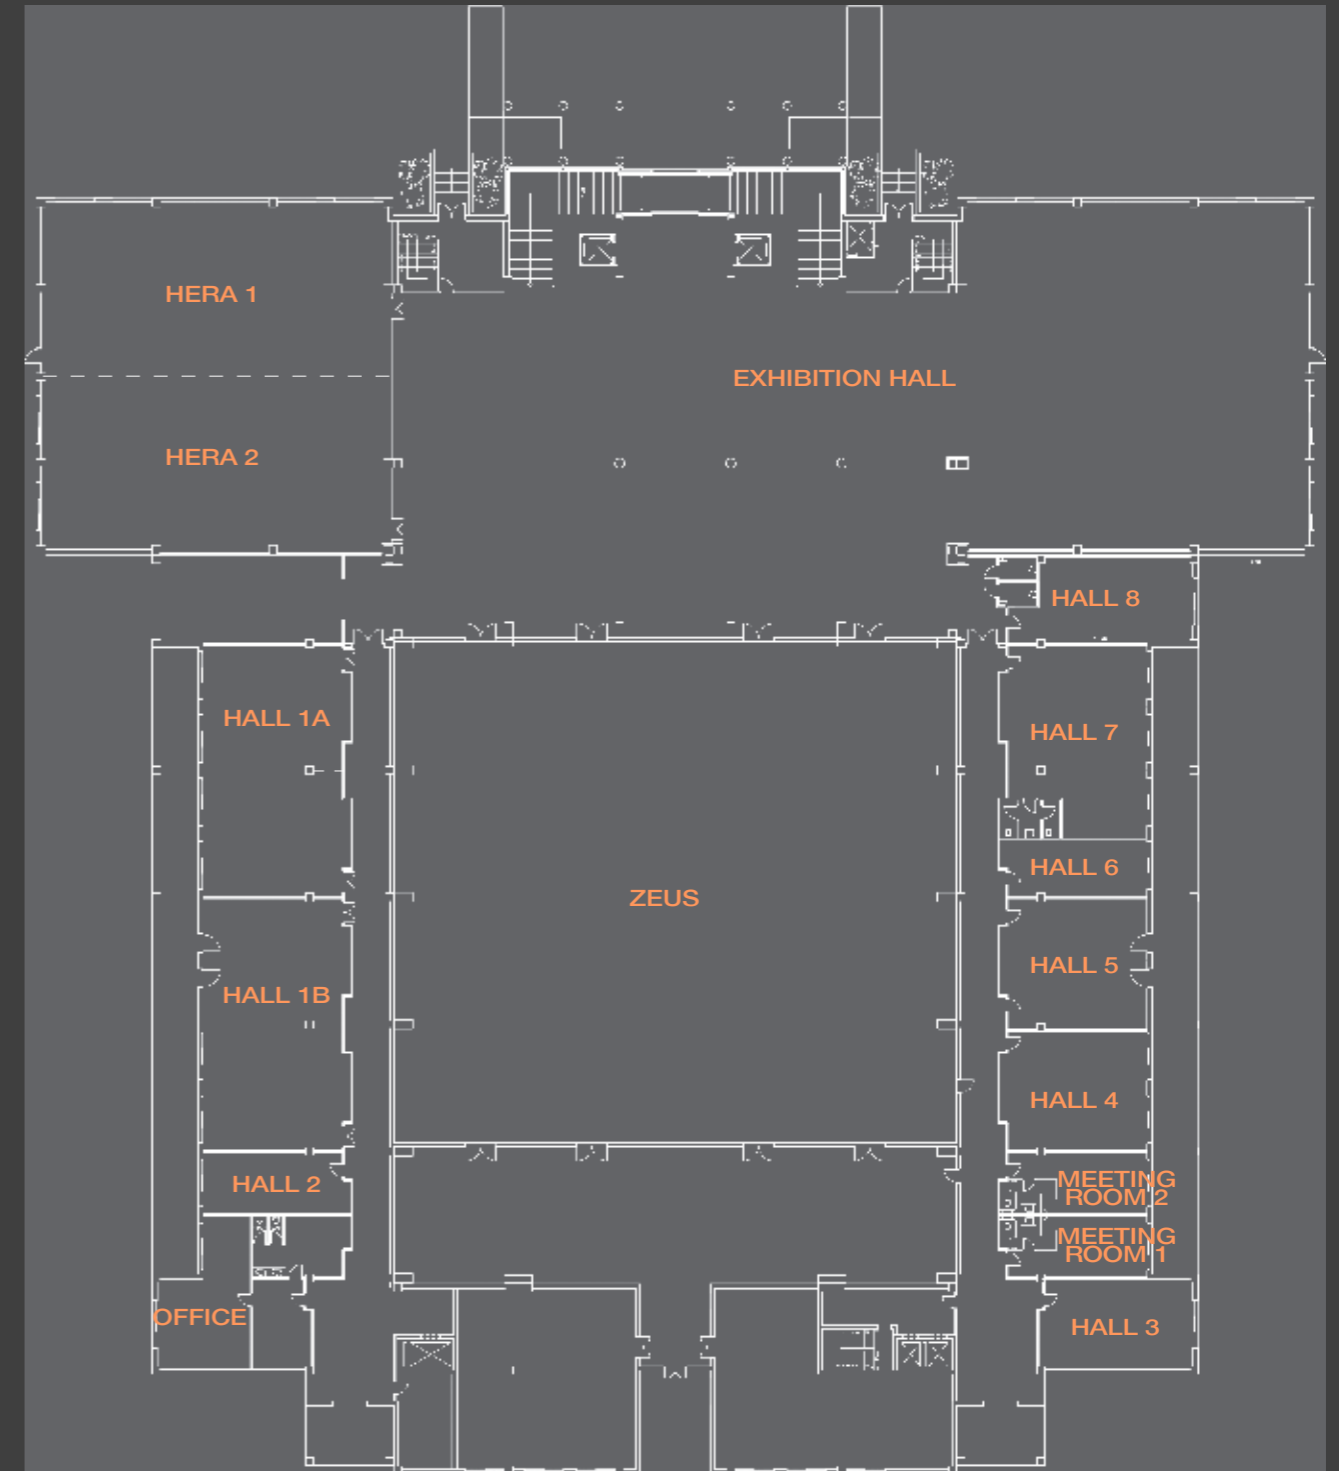 HERA 1
EXHIBITION HALL
HERA 2
HALL 8
HALL 1A
HALL 7
HALL 6
ZEUS
HALL 5
HALL 1B
HALL 4
HALL 2
MEETING
ROOM 2
MEETING
ROOM 1
OFFICE
HALL 3